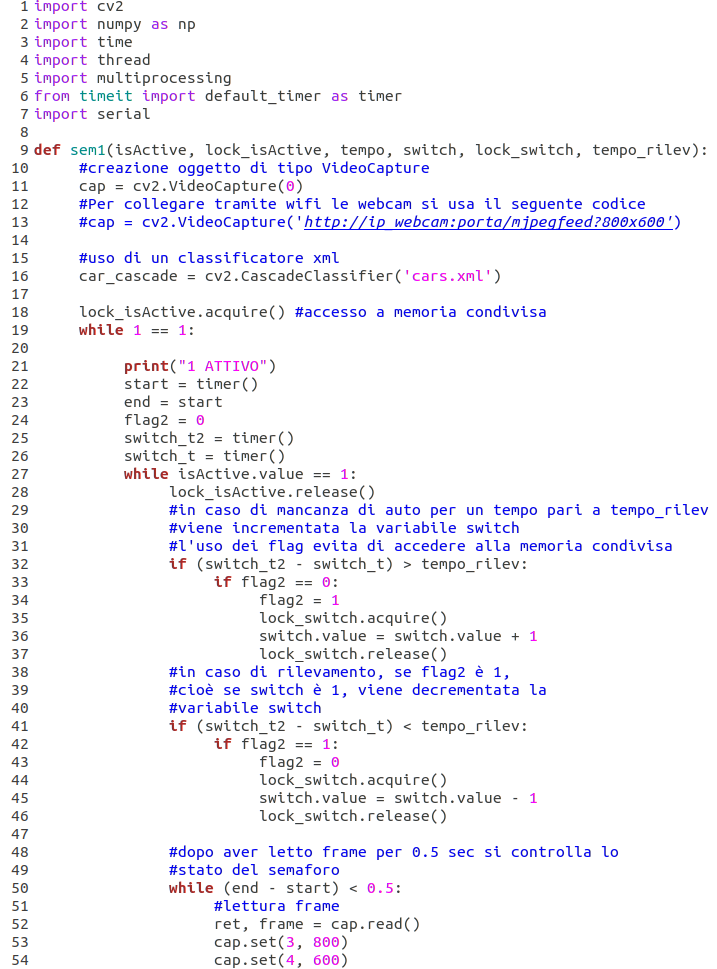 1 import cv2
2 import numpy as np
3 import time
4 import thread
5 import multiprocessing
6 from timeit import default_timer as timer
7 import serial
8
9 def sem1(isActive, lock_isActive, tempo, switch, lock_switch, tempo_rilev):
10 #creazione oggetto di tipo VideoCapture
11 cap = cv2.VideoCapture(0)
12 #Per collegare tramite wifi le webcam si usa il seguente codice
13 #cap = cv2.VideoCapture('http://ip_webcam:porta/mjpegfeed?800x600')
14
15 #uso di un classificatore xml
16 car_cascade = cv2.CascadeClassifier('cars.xml')
17
18 lock_isActive.acquire() #accesso a memoria condivisa
19 while 1 == 1:
20
21 print("1 ATTIVO")
22 start = timer()
23 end = start
24 flag2 = 0
25 switch_t2 = timer()
26 switch_t = timer()
27 while isActive.value == 1:
28 lock_isActive.release()
29 #in caso di mancanza di auto per un tempo pari a tempo_rilev
30 #viene incrementata la variabile switch
31 #l'uso dei flag evita di accedere alla memoria condivisa
32 if (switch_t2 - switch_t) > tempo_rilev:
33 if flag2 == 0:
34 flag2 = 1
35 lock_switch.acquire()
36 switch.value = switch.value + 1
37 lock_switch.release()
38 #in caso di rilevamento, se flag2 è 1,
39 #cioè se switch è 1, viene decrementata la
40 #variabile switch
41 if (switch_t2 - switch_t) < tempo_rilev:
42 if flag2 == 1:
43 flag2 = 0
44 lock_switch.acquire()
45 switch.value = switch.value - 1
46 lock_switch.release()
47
48 #dopo aver letto frame per 0.5 sec si controlla lo
49 #stato del semaforo
50 while (end - start) < 0.5:
51 #lettura frame
52 ret, frame = cap.read()
53 cap.set(3, 800)
54 cap.set(4, 600)